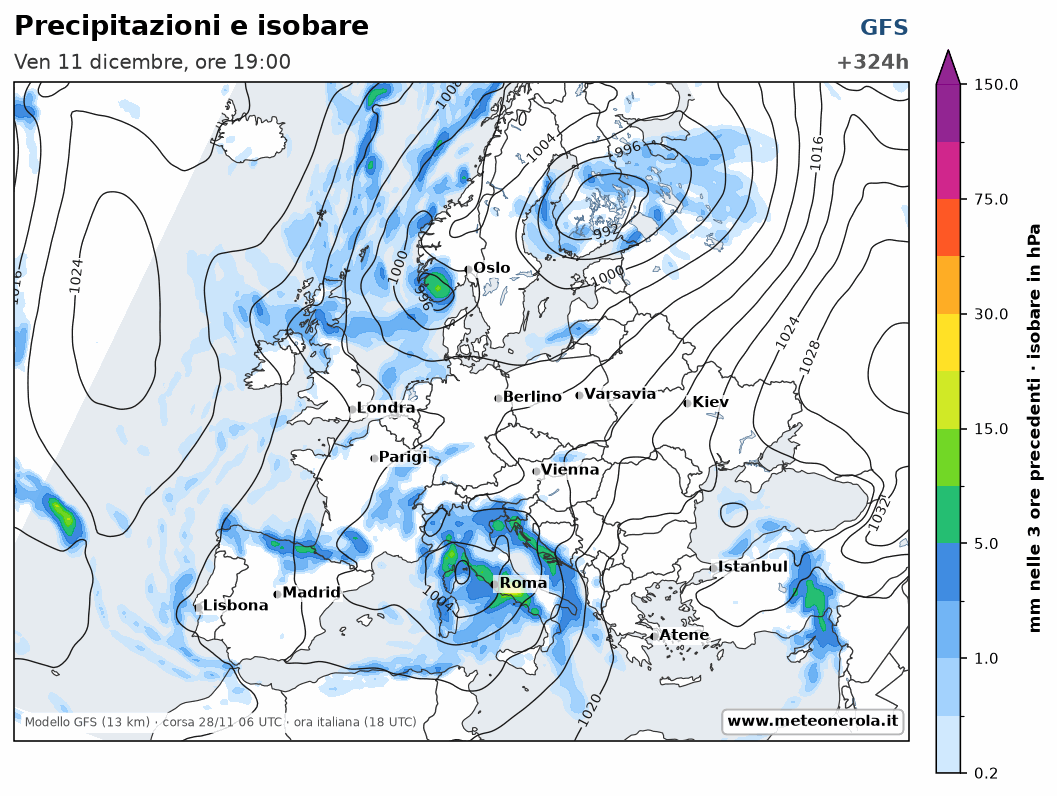 Precipitazioni e isobare
GFS
Ven 11 dicembre, ore 19:00
+324h
150.0
75.0
30.0
15.0
5.0
1.0
0.2
mm nelle 3 ore precedenti · isobare in hPa
1008
1004
996
1016
992
1024
1016
1000
1000
996
Oslo
1024
1028
Berlino
Varsavia
Kiev
Londra
Parigi
Vienna
1032
Istanbul
Roma
Madrid
1004
Lisbona
Atene
1020
Modello GFS (13 km) · corsa 28/11 06 UTC · ora italiana (18 UTC)
www.meteonerola.it